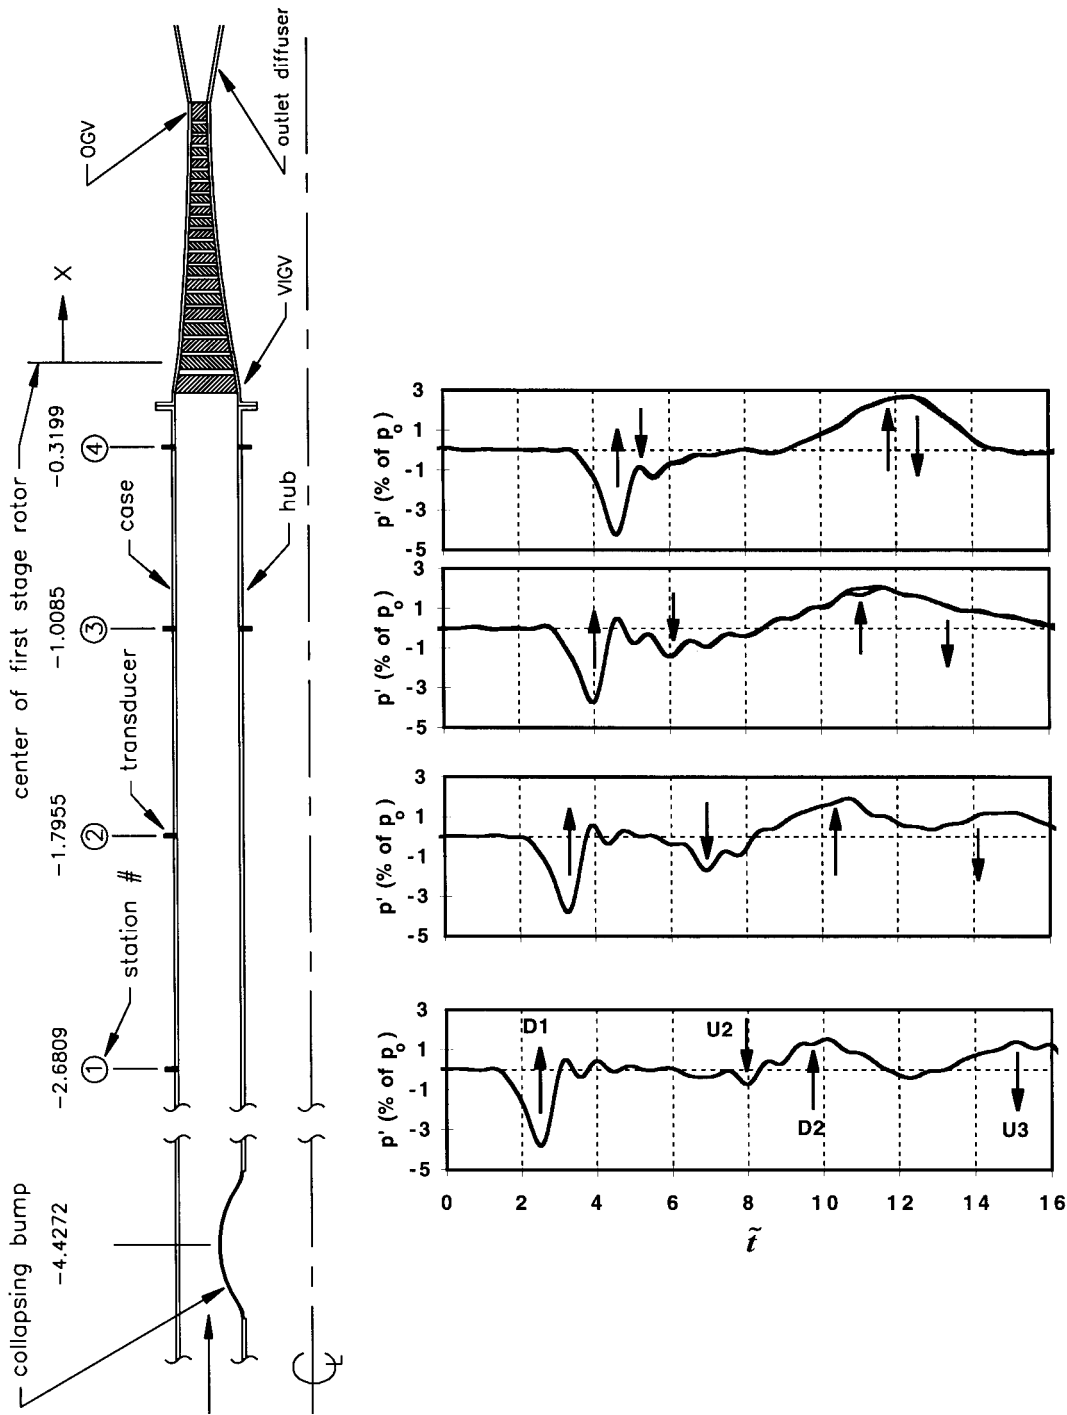 OGV
outlet diffuser
X
VIGV
center of first stage rotor
-0.3199
4
case
hub
-1.0085
3
transducer
-1.7955
2
station #
-2.6809
1
collapsing bump
-4.4272
CL
p' (% of po)
3
1
-1
-3
-5
p' (% of po)
3
1
-1
-3
-5
p' (% of po)
3
1
-1
-3
-5
p' (% of po)
3
1
-1
-3
-5
D1
U2
D2
U3
0 2 4 6 8 10 12 14 16
t̃